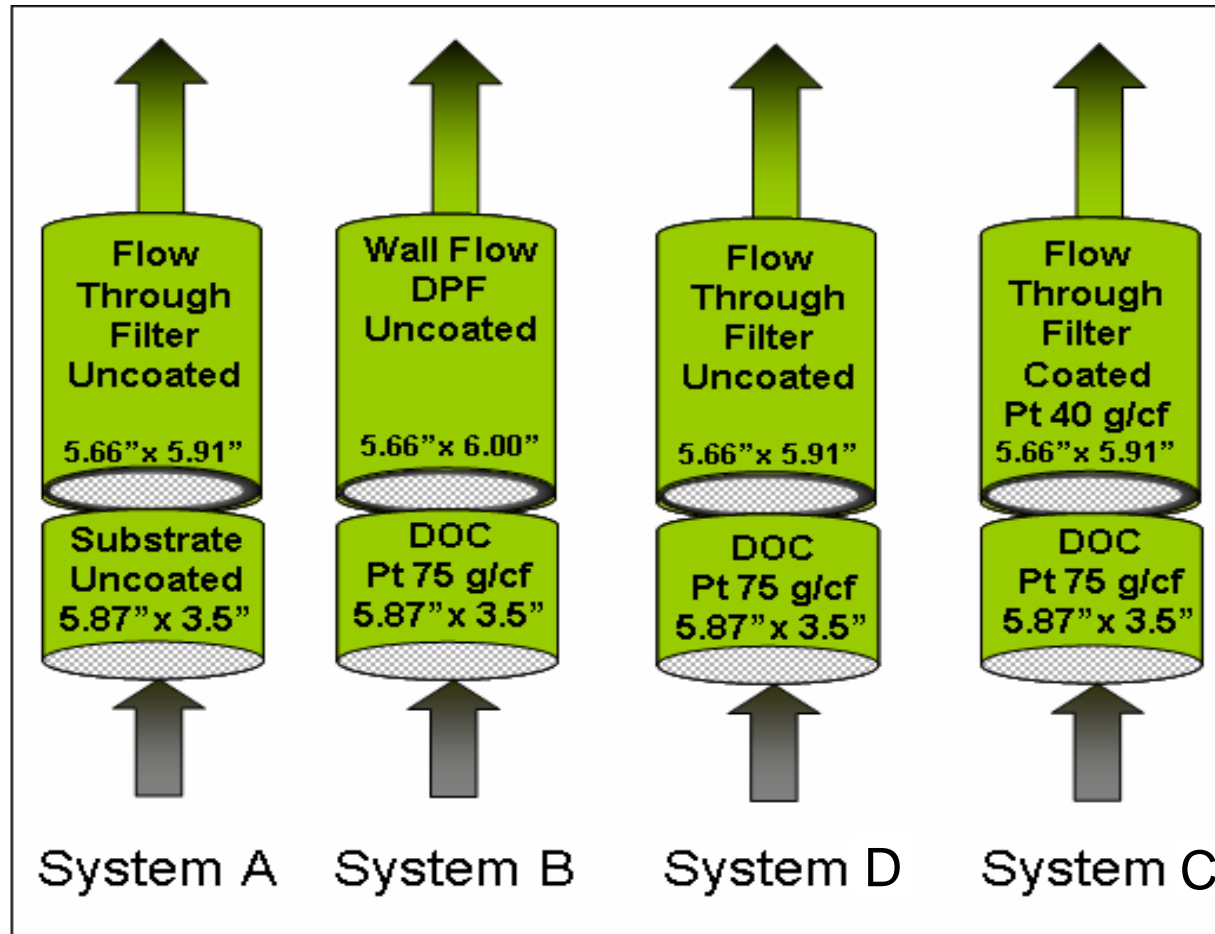 Flow
Through
Filter
Uncoated
5.66”x 5.91”
Substrate
Uncoated
5.87”x 3.5”
System A
Wall Flow
DPF
Uncoated
5.66”x 6.00”
DOC
Pt 75 g/cf
5.87”x 3.5”
System B
Flow
Through
Filter
Uncoated
5.66”x 5.91”
DOC
Pt 75 g/cf
5.87”x 3.5”
System D
Flow
Through
Filter
Coated
Pt 40 g/cf
5.66”x 5.91”
DOC
Pt 75 g/cf
5.87”x 3.5”
System C